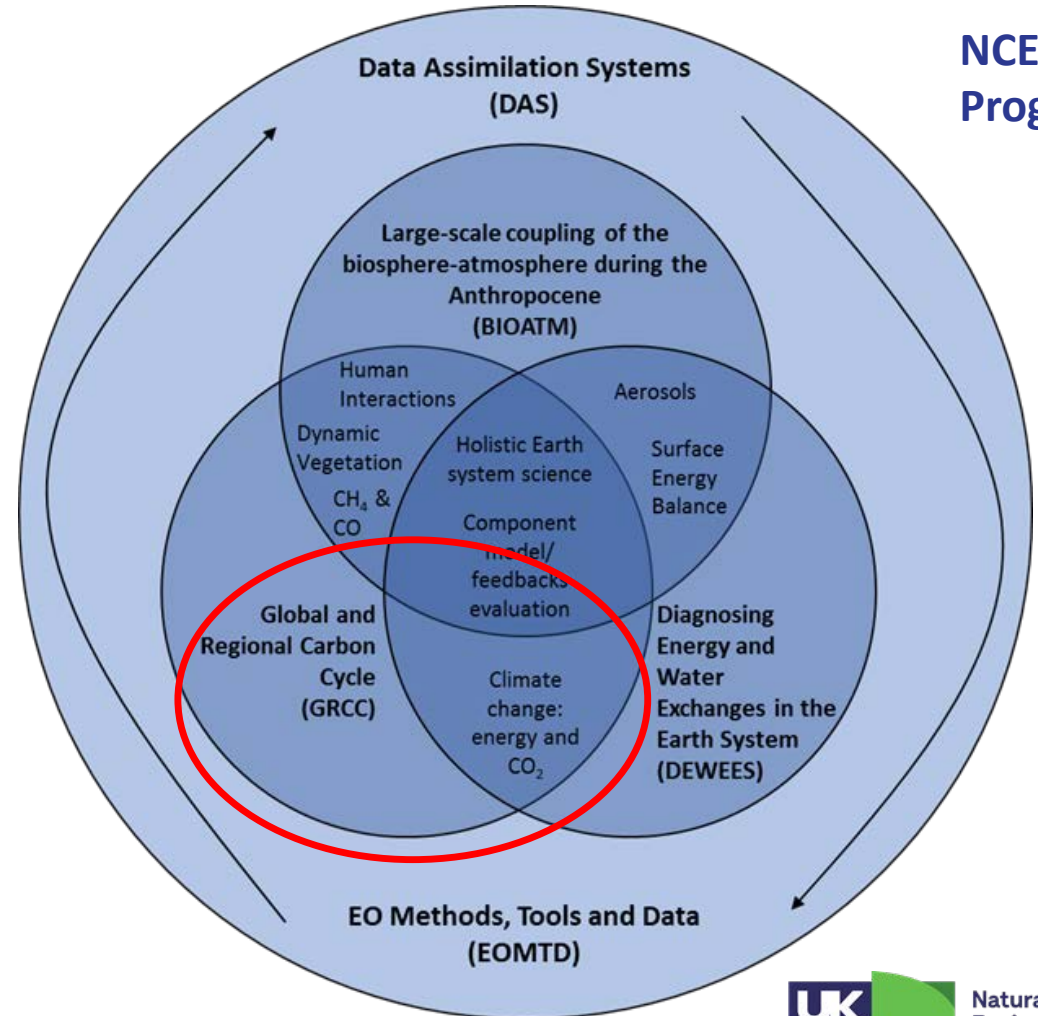 NCE
Prog
Data Assimilation Systems
(DAS)
Large-scale coupling of the
biosphere-atmosphere during the
Anthropocene
(BIOATM)
Human
Interactions
Dynamic
Vegetation
CH₄ &
CO
Aerosols
Surface
Energy
Balance
Holistic Earth
system science
Component
model/
feedbacks
evaluation
Global and
Regional Carbon
Cycle
(GRCC)
Climate
change:
energy and
CO₂
Diagnosing
Energy and
Water
Exchanges in the
Earth System
(DEWEES)
EO Methods, Tools and Data
(EOMTD)
UK
Natura